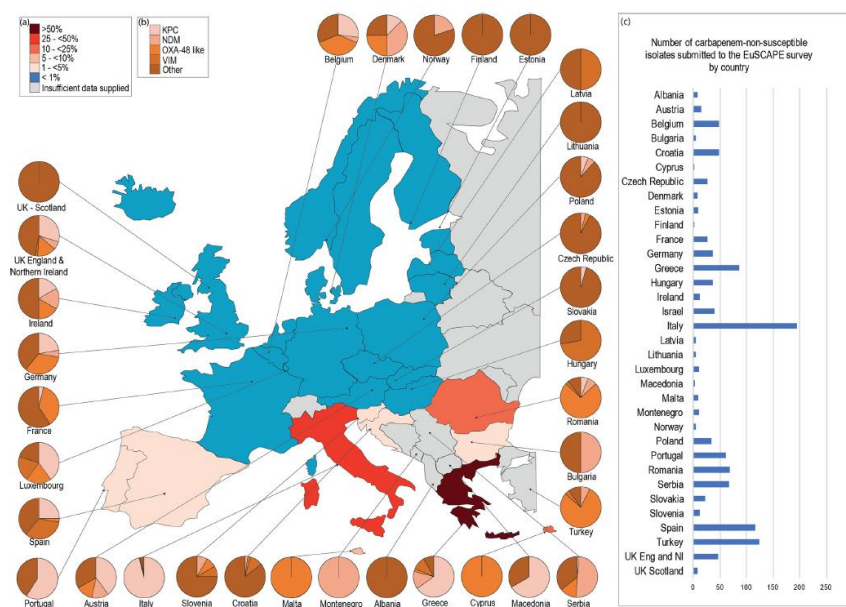 (a)
>50%
25 - <50%
10 - <25%
5 - <10%
1 - <5%
< 1%
Insufficient data supplied
(b)
KPC
NDM
OXA-48 like
VIM
Other
Belgium
Denmark
Norway
Finland
Estonia
Latvia
Lithuania
Poland
Czech Republic
Slovakia
Hungary
Romania
Bulgaria
Turkey
UK - Scotland
UK England &
Northern Ireland
Ireland
Germany
France
Luxembourg
Spain
Portugal
Austria
Italy
Slovenia
Croatia
Malta
Montenegro
Albania
Greece
Cyprus
Macedonia
Serbia
(c)
Number of carbapenem-non-susceptible
isolates submitted to the EuSCAPE survey
by country
Albania
Austria
Belgium
Bulgaria
Croatia
Cyprus
Czech Republic
Denmark
Estonia
Finland
France
Germany
Greece
Hungary
Ireland
Israel
Italy
Latvia
Lithuania
Luxembourg
Macedonia
Malta
Montenegro
Norway
Poland
Portugal
Romania
Serbia
Slovakia
Slovenia
Spain
Turkey
UK Eng and NI
UK Scotland
0 50 100 150 200 250